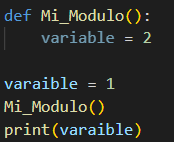 def Mi_Modulo():
    variable = 2

varaible = 1
Mi_Modulo()
print(varaible)